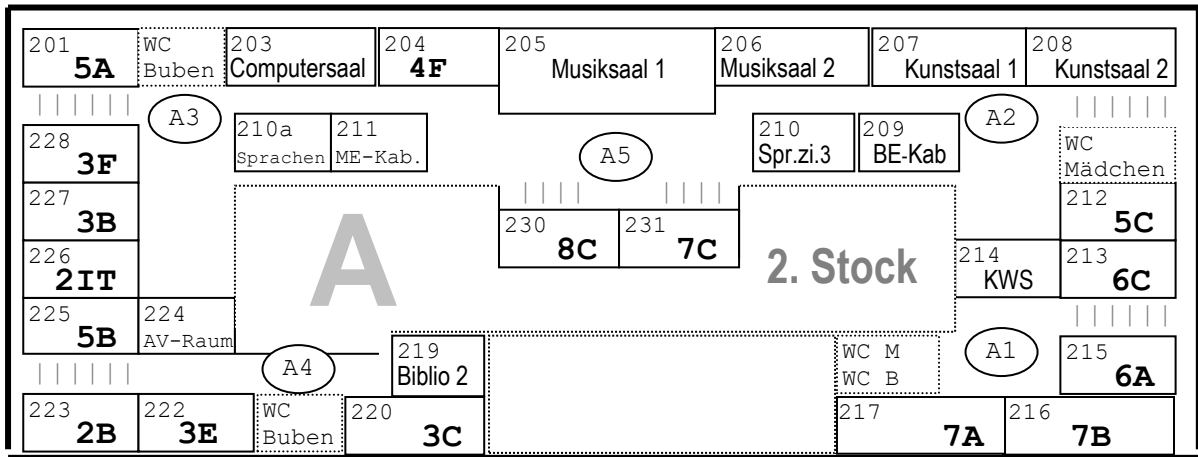 201 WC 203 204 205 206 207 208
5A Buben Computersaal 4F Musiksaal 1 Musiksaal 2 Kunstsaal 1 Kunstsaal 2
A3 A2
210a 211 210 209
Sprachen ME-Kab. A5 Spr.zi.3 BE-Kab
228 WC
3F Mädchen
227 212
3B 5C
230 231
8C 7C
A 2. Stock
226 214 213
2IT KWS 6C
225 224
5B AV-Raum
219 WC M A1 215
A4 Biblio 2 WC B 6A
223 222 WC 220 217 216
2B 3E Buben 3C 7A 7B